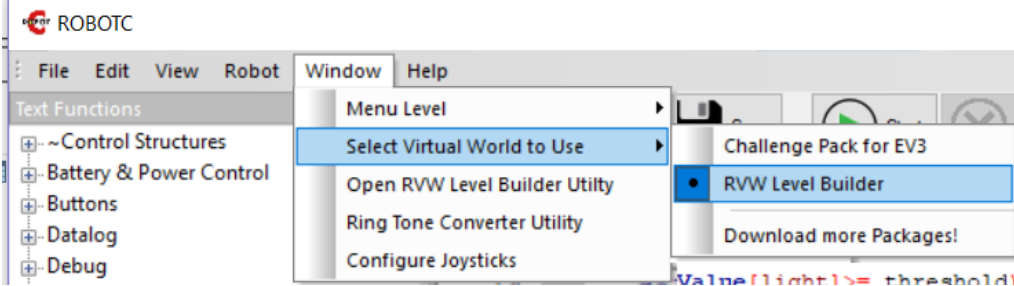 ROBOTC
File Edit View Robot Window Help
Text Functions
~Control Structures
Battery & Power Control
Buttons
Datalog
Debug
Menu Level
Select Virtual World to Use
Open RVW Level Builder Utilty
Ring Tone Converter Utility
Configure Joysticks
Challenge Pack for EV3
RVW Level Builder
Download more Packages!
Value[light]>= threshold)